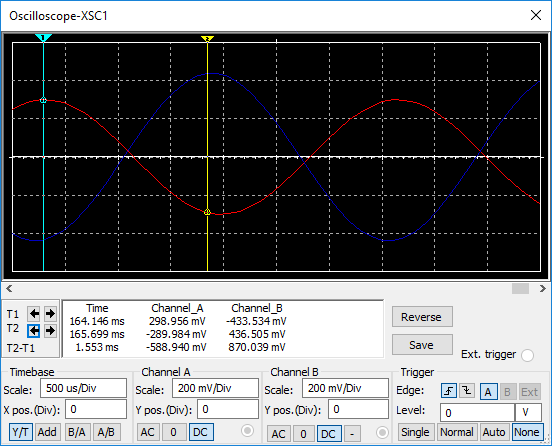 Oscilloscope-XSC1
1
2
T1
T2
T2-T1
Time Channel_A Channel_B
164.146 ms 298.956 mV -433.534 mV
165.699 ms -289.984 mV 436.505 mV
1.553 ms -588.940 mV 870.039 mV
Reverse
Save
Ext. trigger
Timebase
Scale: 500 us/Div
X pos.(Div): 0
Y/T Add B/A A/B
Channel A
Scale: 200 mV/Div
Y pos.(Div): 0
AC 0 DC
Channel B
Scale: 200 mV/Div
Y pos.(Div): 0
AC 0 DC -
Trigger
Edge: A B Ext
Level: 0 V
Single Normal Auto None